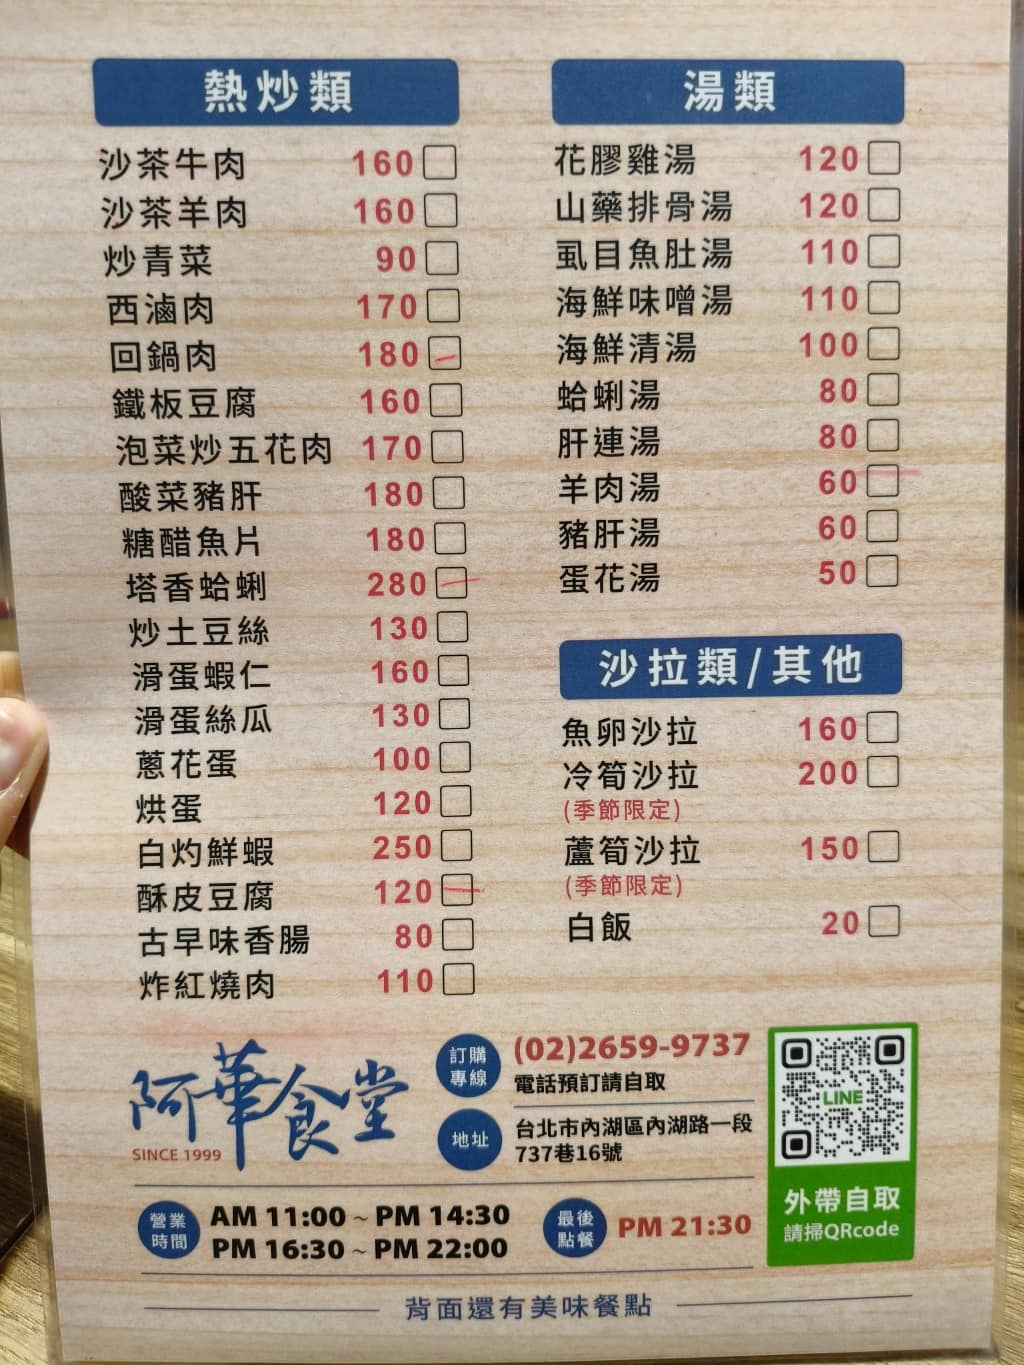 熱炒類
沙茶牛肉 160
沙茶羊肉 160
炒青菜 90
西滷肉 170
回鍋肉 180
鐵板豆腐 160
泡菜炒五花肉 170
酸菜豬肝 180
糖醋魚片 180
塔香蛤蜊 280
炒土豆絲 130
滑蛋蝦仁 160
滑蛋絲瓜 130
蔥花蛋 100
烘蛋 120
白灼鮮蝦 250
酥皮豆腐 120
古早味香腸 80
炸紅燒肉 110
湯類
花膠雞湯 120
山藥排骨湯 120
虱目魚肚湯 110
海鮮味噌湯 110
海鮮清湯 100
蛤蜊湯 80
肝連湯 80
羊肉湯 60
豬肝湯 60
蛋花湯 50
沙拉類/其他
魚卵沙拉 160
冷筍沙拉 200
(季節限定)
蘆筍沙拉 150
(季節限定)
白飯 20
阿華食堂
SINCE 1999
訂購
專線
(02)2659-9737
電話預訂請自取
地址
台北市內湖區內湖路一段
737巷16號
營業
時間
AM 11:00 ~ PM 14:30
PM 16:30 ~ PM 22:00
最後
點餐
PM 21:30
LINE
外帶自取
請掃QRcode
背面還有美味餐點